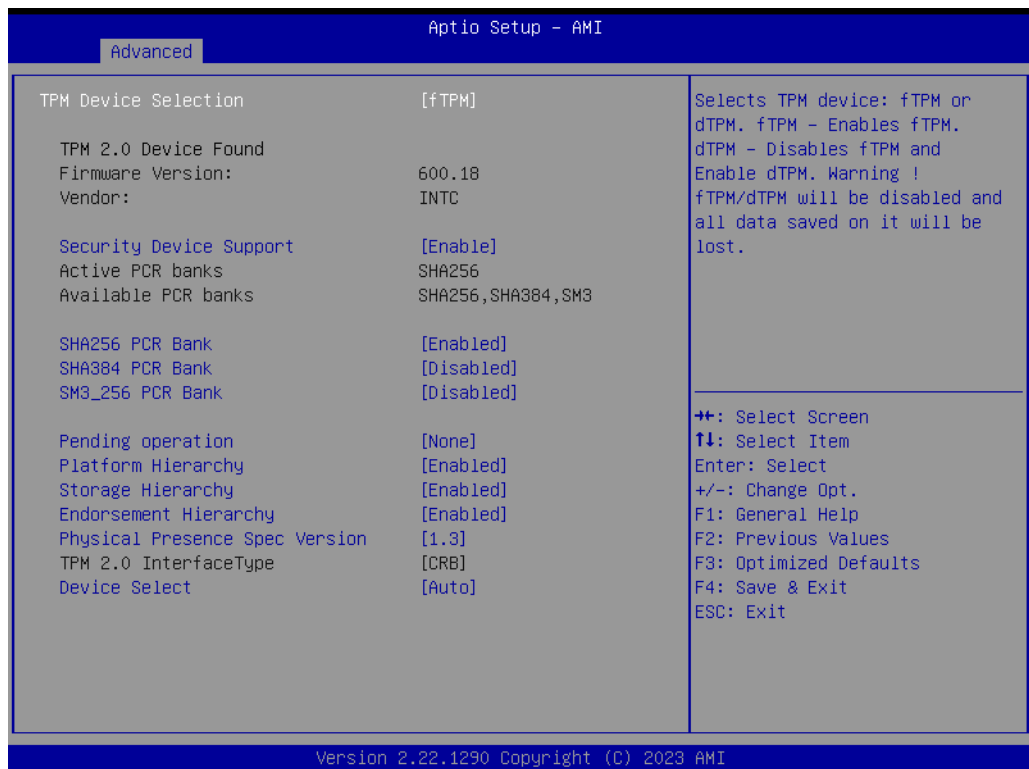 Aptio Setup – AMI
Advanced
TPM Device Selection [fTPM]
TPM 2.0 Device Found
Firmware Version: 600.18
Vendor: INTC
Security Device Support [Enable]
Active PCR banks SHA256
Available PCR banks SHA256,SHA384,SM3
SHA256 PCR Bank [Enabled]
SHA384 PCR Bank [Disabled]
SM3_256 PCR Bank [Disabled]
Pending operation [None]
Platform Hierarchy [Enabled]
Storage Hierarchy [Enabled]
Endorsement Hierarchy [Enabled]
Physical Presence Spec Version [1.3]
TPM 2.0 InterfaceType [CRB]
Device Select [Auto]
Selects TPM device: fTPM or
dTPM. fTPM – Enables fTPM.
dTPM – Disables fTPM and
Enable dTPM. Warning !
fTPM/dTPM will be disabled and
all data saved on it will be
lost.
→←: Select Screen
↑↓: Select Item
Enter: Select
+/-: Change Opt.
F1: General Help
F2: Previous Values
F3: Optimized Defaults
F4: Save & Exit
ESC: Exit
Version 2.22.1290 Copyright (C) 2023 AMI